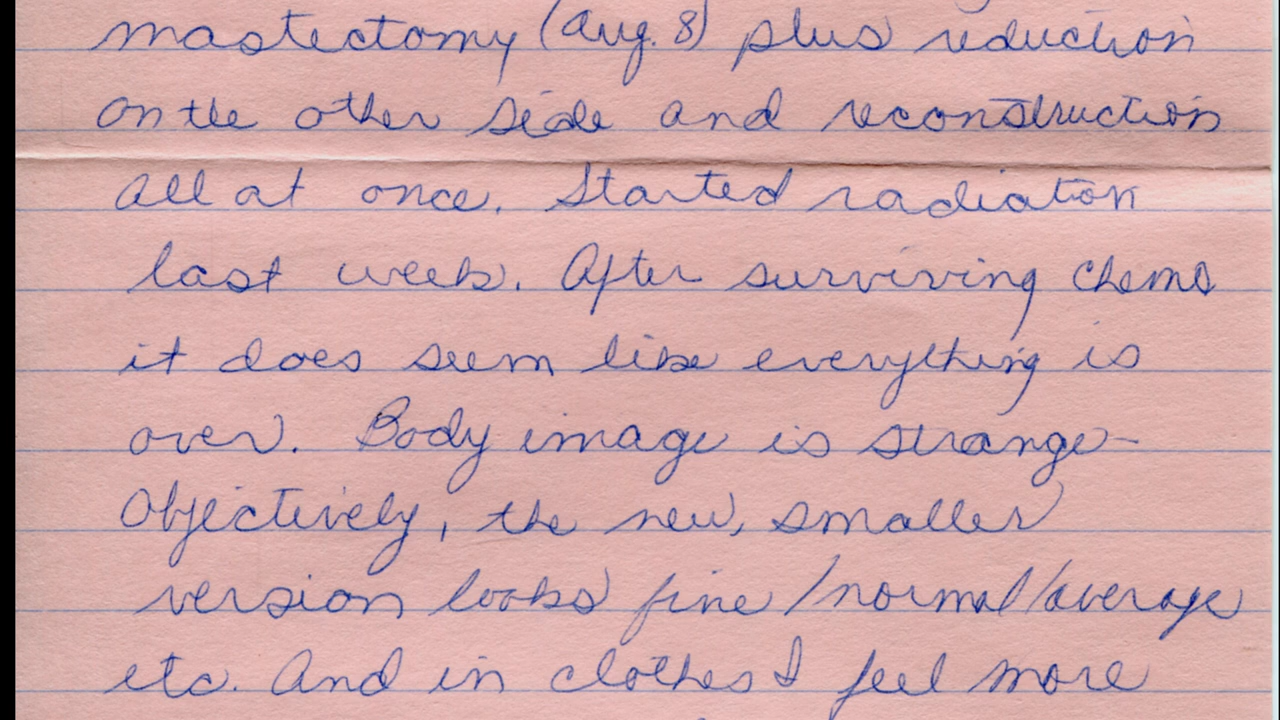 mastectomy (Aug. 8) plus reduction
on the other side and reconstruction
all at once. Started radiation
last week. After surviving chemo
it does seem like everything is
over. Body image is strange-
Objectively, the new, smaller
version looks fine/normal/average
etc. And in clothes I feel more